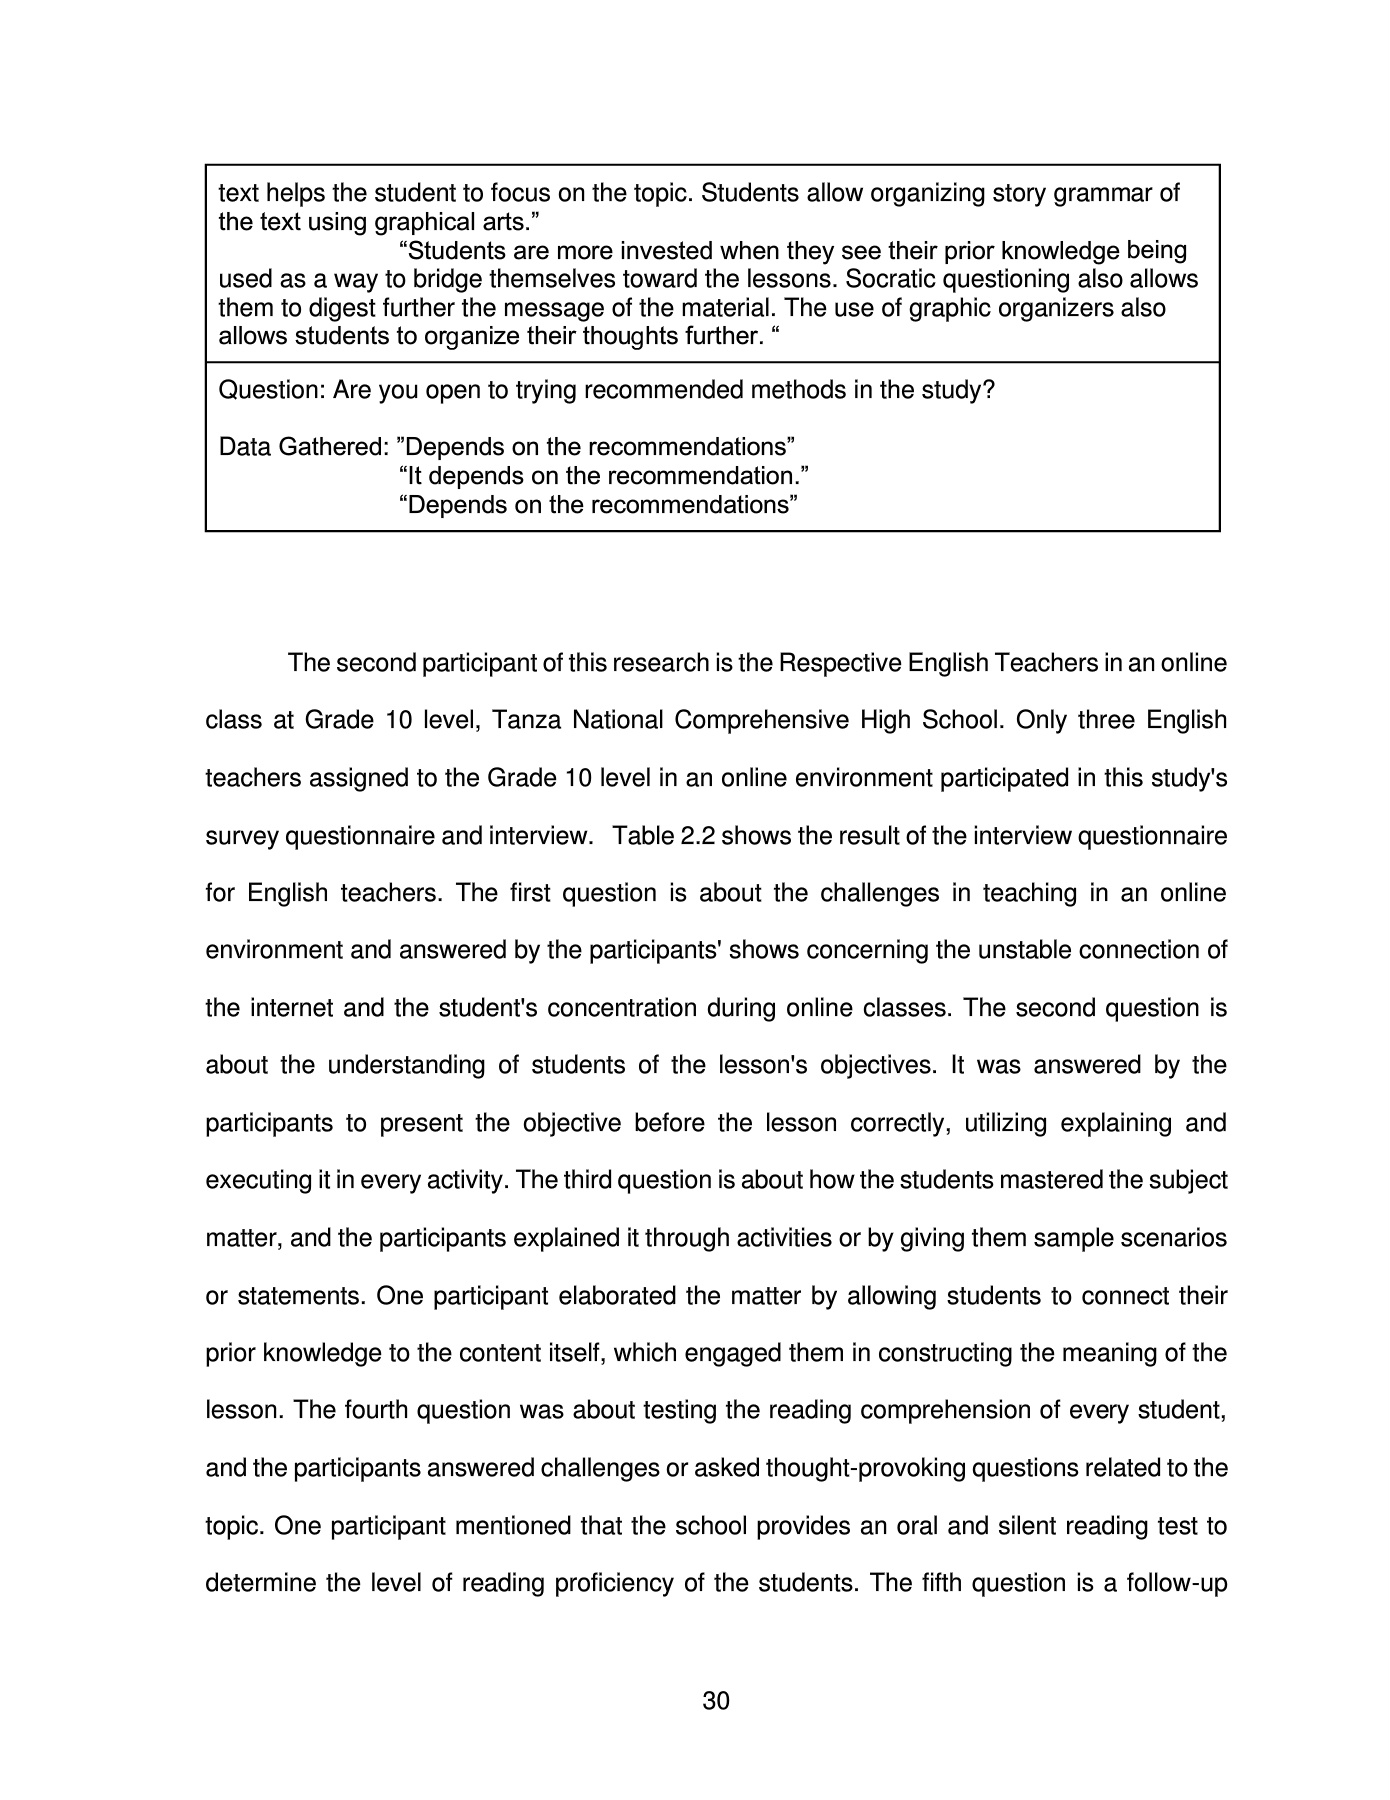 text helps the student to focus on the topic. Students allow organizing story grammar of
the text using graphical arts.”
“Students are more invested when they see their prior knowledge being
used as a way to bridge themselves toward the lessons. Socratic questioning also allows
them to digest further the message of the material. The use of graphic organizers also
allows students to organize their thoughts further. “
Question: Are you open to trying recommended methods in the study?
Data Gathered: ”Depends on the recommendations”
“It depends on the recommendation.”
“Depends on the recommendations”
The second participant of this research is the Respective English Teachers in an online
class at Grade 10 level, Tanza National Comprehensive High School. Only three English
teachers assigned to the Grade 10 level in an online environment participated in this study's
survey questionnaire and interview.   Table 2.2 shows the result of the interview questionnaire
for English teachers. The first question is about the challenges in teaching in an online
environment and answered by the participants' shows concerning the unstable connection of
the internet and the student's concentration during online classes. The second question is
about the understanding of students of the lesson's objectives. It was answered by the
participants to present the objective before the lesson correctly, utilizing explaining and
executing it in every activity. The third question is about how the students mastered the subject
matter, and the participants explained it through activities or by giving them sample scenarios
or statements. One participant elaborated the matter by allowing students to connect their
prior knowledge to the content itself, which engaged them in constructing the meaning of the
lesson. The fourth question was about testing the reading comprehension of every student,
and the participants answered challenges or asked thought-provoking questions related to the
topic. One participant mentioned that the school provides an oral and silent reading test to
determine the level of reading proficiency of the students. The fifth question is a follow-up
30